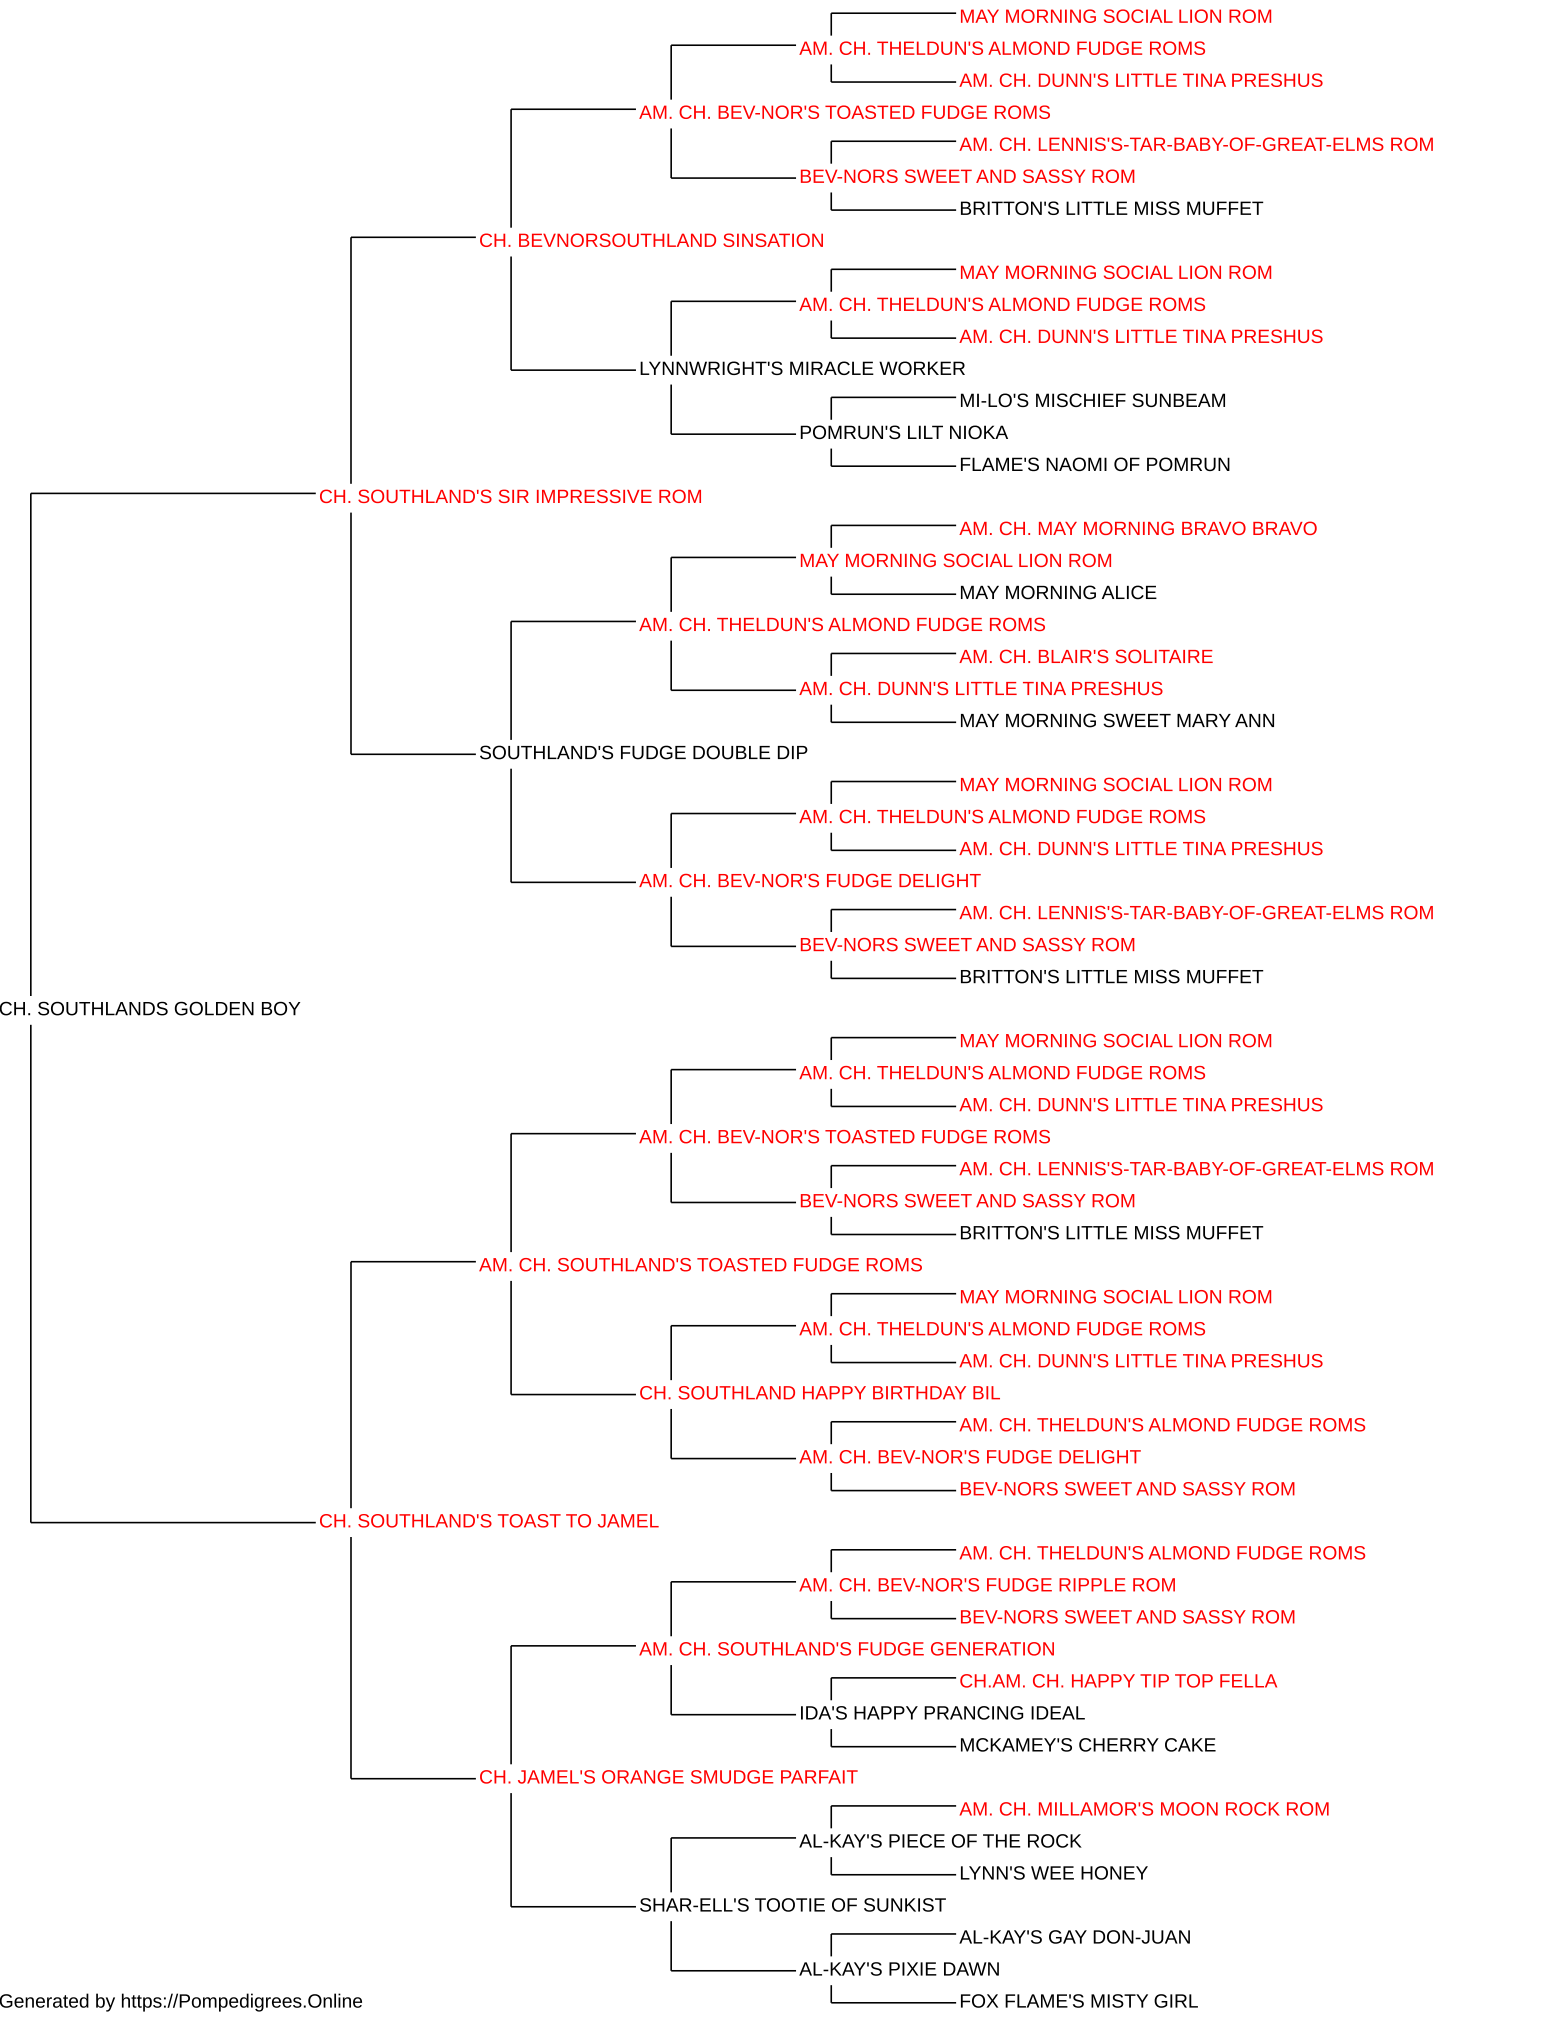 MAY MORNING SOCIAL LION ROM
AM. CH. THELDUN'S ALMOND FUDGE ROMS
AM. CH. DUNN'S LITTLE TINA PRESHUS
AM. CH. BEV-NOR'S TOASTED FUDGE ROMS
AM. CH. LENNIS'S-TAR-BABY-OF-GREAT-ELMS ROM
BEV-NORS SWEET AND SASSY ROM
BRITTON'S LITTLE MISS MUFFET
CH. BEVNORSOUTHLAND SINSATION
MAY MORNING SOCIAL LION ROM
AM. CH. THELDUN'S ALMOND FUDGE ROMS
AM. CH. DUNN'S LITTLE TINA PRESHUS
LYNNWRIGHT'S MIRACLE WORKER
MI-LO'S MISCHIEF SUNBEAM
POMRUN'S LILT NIOKA
FLAME'S NAOMI OF POMRUN
CH. SOUTHLAND'S SIR IMPRESSIVE ROM
AM. CH. MAY MORNING BRAVO BRAVO
MAY MORNING SOCIAL LION ROM
MAY MORNING ALICE
AM. CH. THELDUN'S ALMOND FUDGE ROMS
AM. CH. BLAIR'S SOLITAIRE
AM. CH. DUNN'S LITTLE TINA PRESHUS
MAY MORNING SWEET MARY ANN
SOUTHLAND'S FUDGE DOUBLE DIP
MAY MORNING SOCIAL LION ROM
AM. CH. THELDUN'S ALMOND FUDGE ROMS
AM. CH. DUNN'S LITTLE TINA PRESHUS
AM. CH. BEV-NOR'S FUDGE DELIGHT
AM. CH. LENNIS'S-TAR-BABY-OF-GREAT-ELMS ROM
BEV-NORS SWEET AND SASSY ROM
BRITTON'S LITTLE MISS MUFFET
CH. SOUTHLANDS GOLDEN BOY
MAY MORNING SOCIAL LION ROM
AM. CH. THELDUN'S ALMOND FUDGE ROMS
AM. CH. DUNN'S LITTLE TINA PRESHUS
AM. CH. BEV-NOR'S TOASTED FUDGE ROMS
AM. CH. LENNIS'S-TAR-BABY-OF-GREAT-ELMS ROM
BEV-NORS SWEET AND SASSY ROM
BRITTON'S LITTLE MISS MUFFET
AM. CH. SOUTHLAND'S TOASTED FUDGE ROMS
MAY MORNING SOCIAL LION ROM
AM. CH. THELDUN'S ALMOND FUDGE ROMS
AM. CH. DUNN'S LITTLE TINA PRESHUS
CH. SOUTHLAND HAPPY BIRTHDAY BIL
AM. CH. THELDUN'S ALMOND FUDGE ROMS
AM. CH. BEV-NOR'S FUDGE DELIGHT
BEV-NORS SWEET AND SASSY ROM
CH. SOUTHLAND'S TOAST TO JAMEL
AM. CH. THELDUN'S ALMOND FUDGE ROMS
AM. CH. BEV-NOR'S FUDGE RIPPLE ROM
BEV-NORS SWEET AND SASSY ROM
AM. CH. SOUTHLAND'S FUDGE GENERATION
CH.AM. CH. HAPPY TIP TOP FELLA
IDA'S HAPPY PRANCING IDEAL
MCKAMEY'S CHERRY CAKE
CH. JAMEL'S ORANGE SMUDGE PARFAIT
AM. CH. MILLAMOR'S MOON ROCK ROM
AL-KAY'S PIECE OF THE ROCK
LYNN'S WEE HONEY
SHAR-ELL'S TOOTIE OF SUNKIST
AL-KAY'S GAY DON-JUAN
AL-KAY'S PIXIE DAWN
FOX FLAME'S MISTY GIRL
Generated by https://Pompedigrees.Online